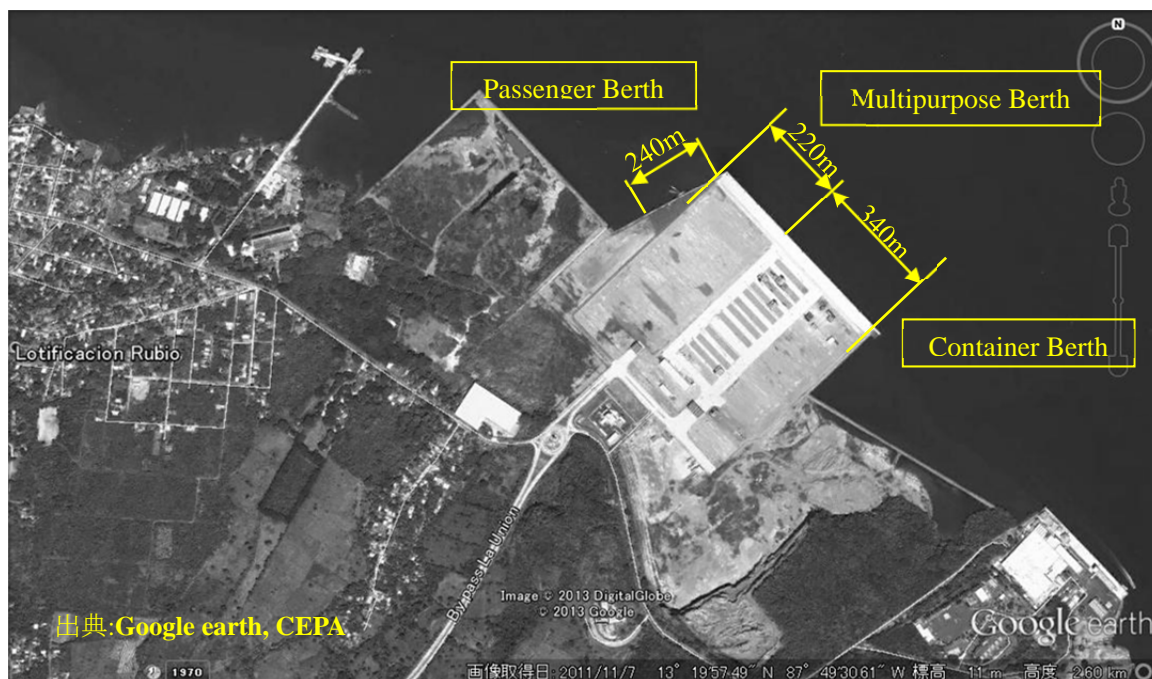 N
Passenger Berth
Multipurpose Berth
240m
220m
340m
Container Berth
Lotificacion Rubio
By pass La Union
Image © 2013 DigitalGlobe
© 2013 Google
Google earth
出典:Google earth, CEPA
1970
画像取得日: 2011/11/7 13° 19'57.49" N 87° 49'30.61" W 標高 11 m 高度 2.60 km